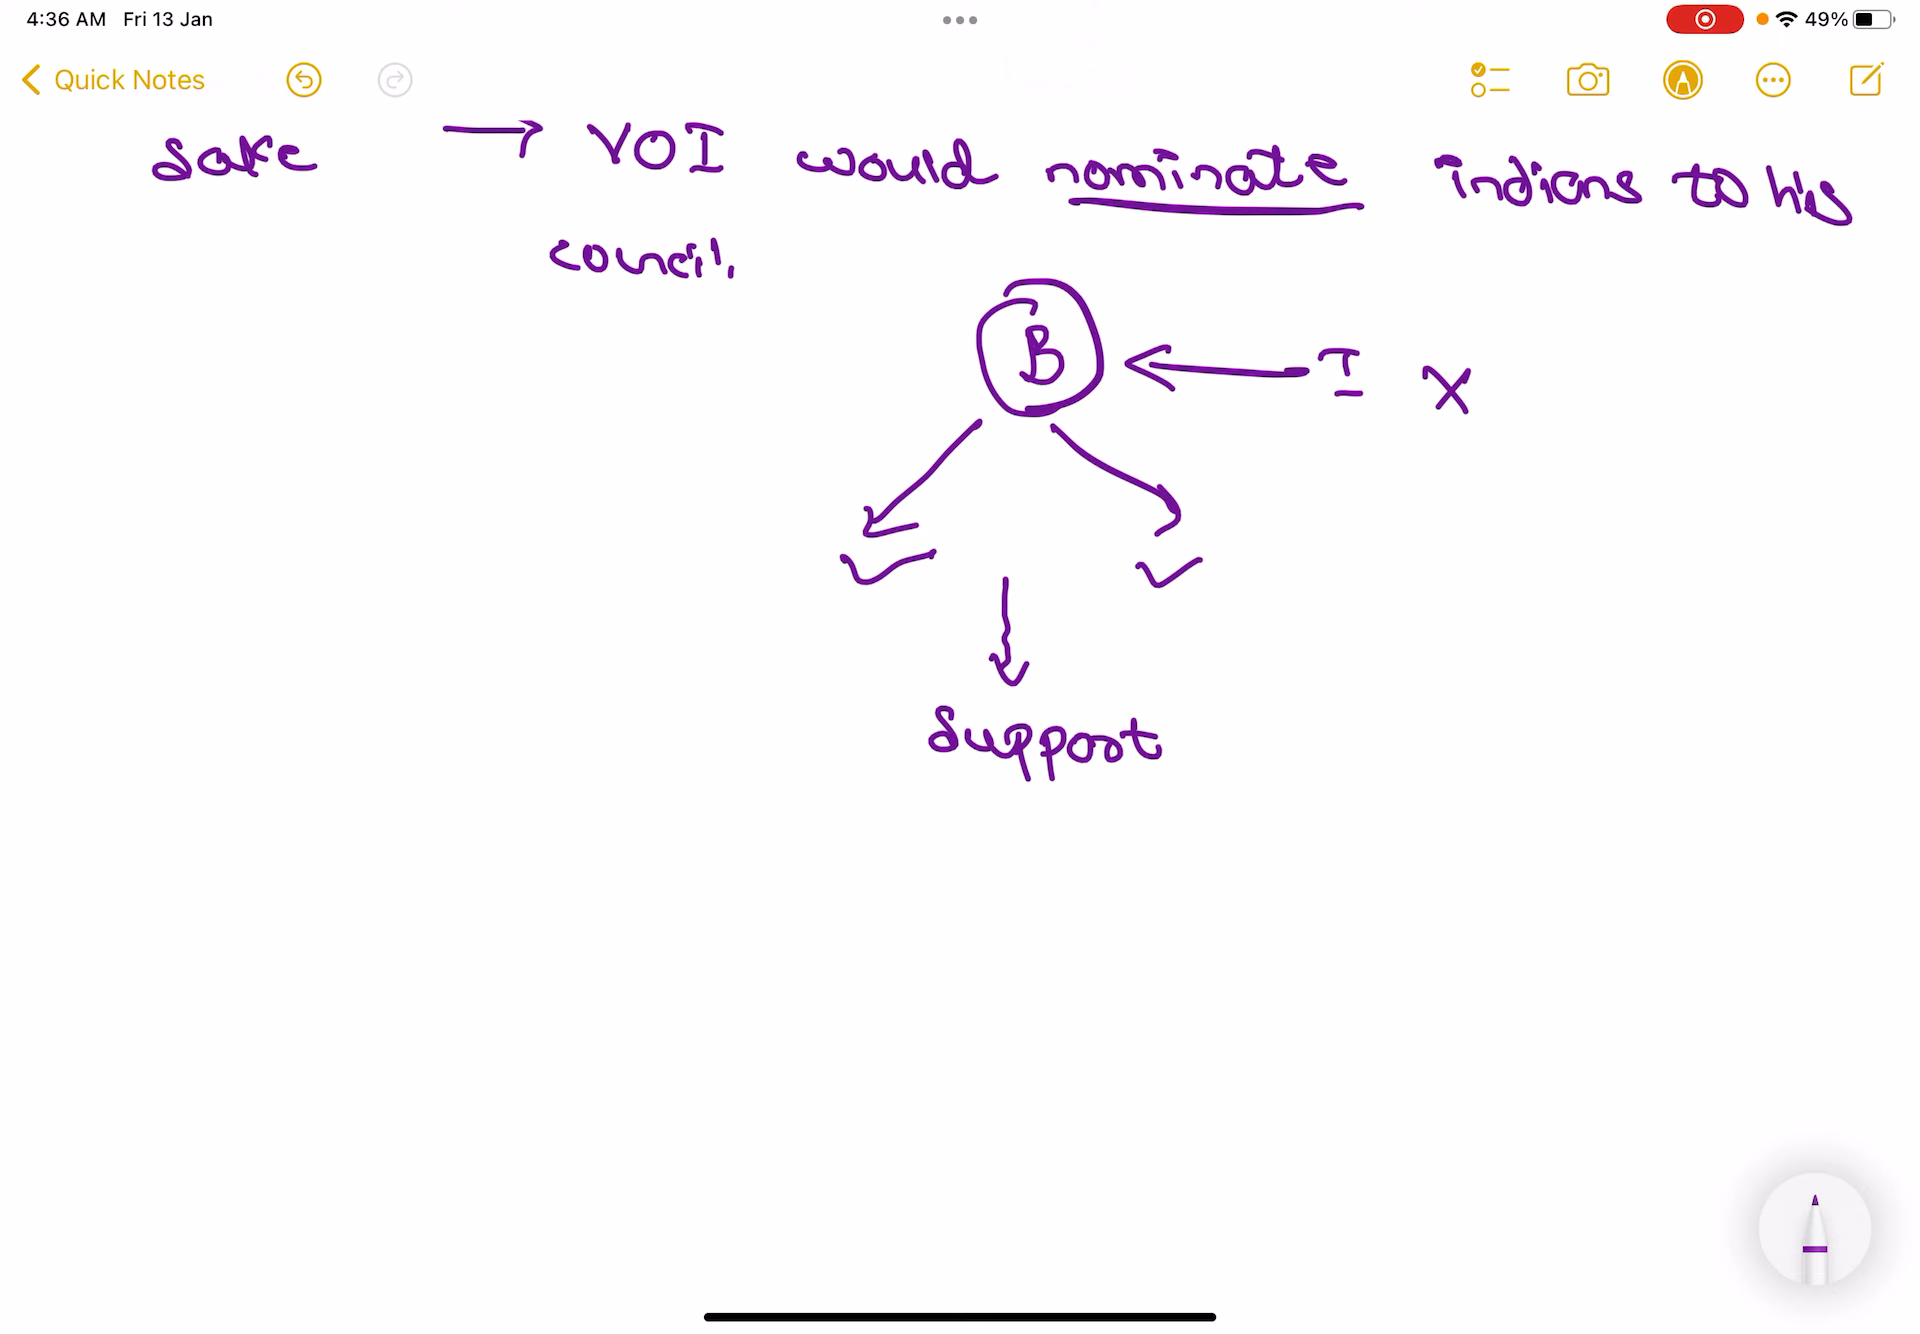 4:36 AM Fri 13 Jan
49%
Quick Notes
sake → VOI would nominate indians to his
council.
B ← I X
support